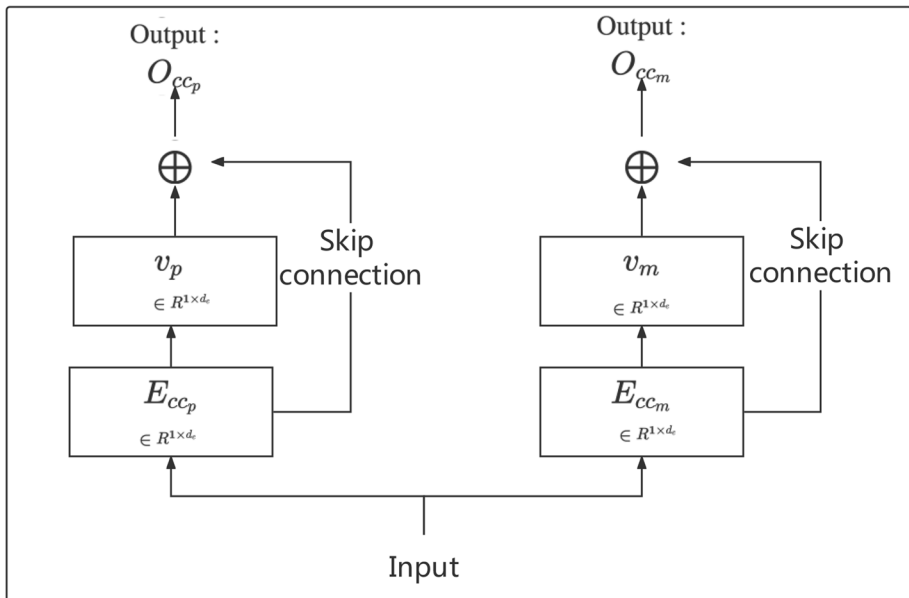 Output :
O_{cc_p}
Skip
connection
v_p
∈ R^{1×d_e}
E_{cc_p}
∈ R^{1×d_e}
Output :
O_{cc_m}
Skip
connection
v_m
∈ R^{1×d_e}
E_{cc_m}
∈ R^{1×d_e}
Input